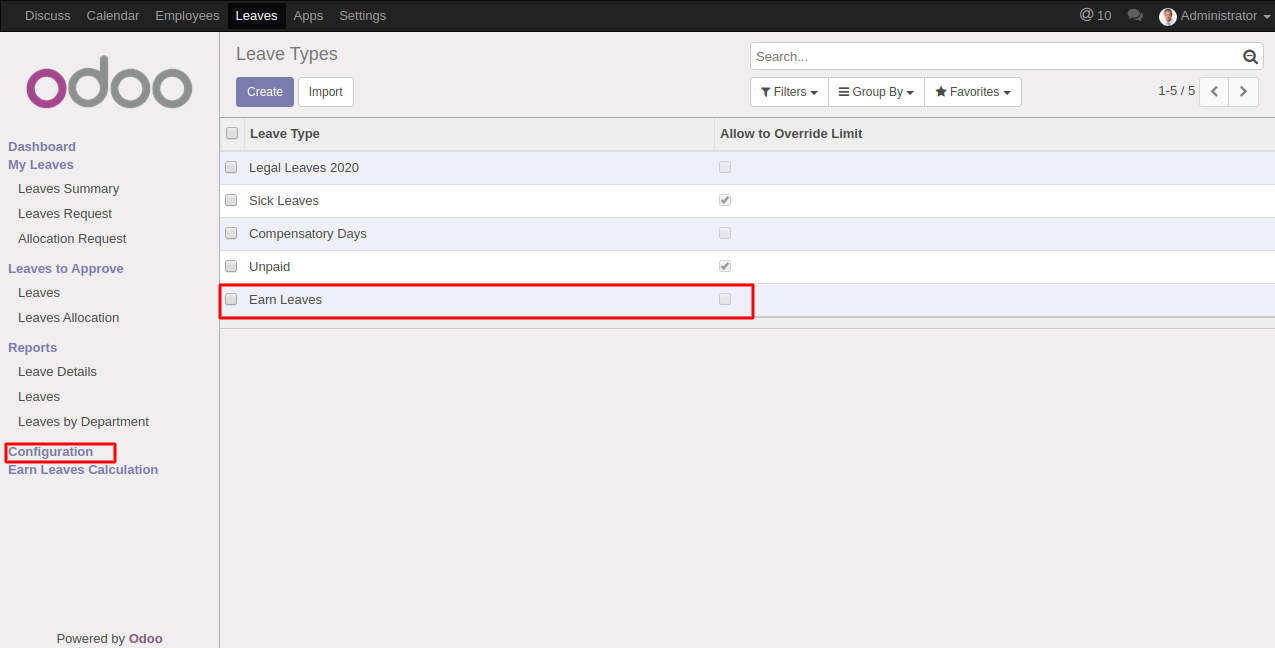 Discuss Calendar Employees Leaves Apps Settings @ 10 Administrator
odoo
Dashboard
My Leaves
Leaves Summary
Leaves Request
Allocation Request
Leaves to Approve
Leaves
Leaves Allocation
Reports
Leave Details
Leaves
Leaves by Department
Configuration
Earn Leaves Calculation
Powered by Odoo
Leave Types
Search...
Create Import
Filters Group By Favorites 1-5 / 5
Leave Type Allow to Override Limit
Legal Leaves 2020
Sick Leaves
Compensatory Days
Unpaid
Earn Leaves